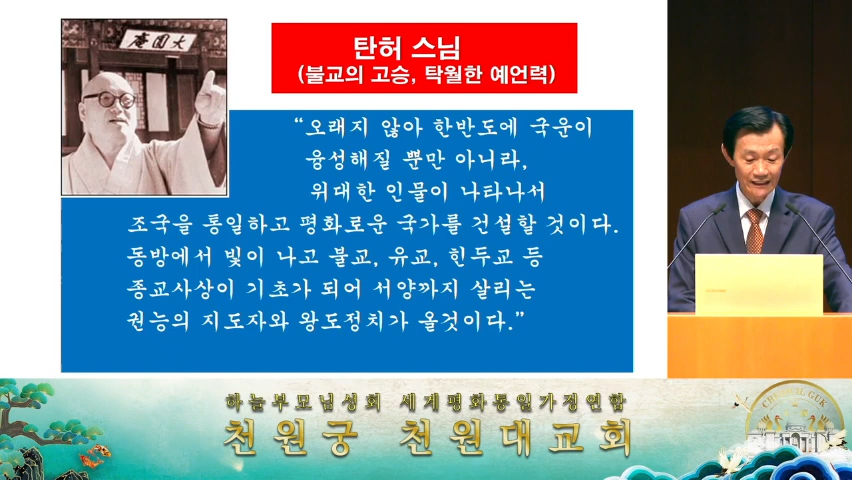 大圓庵
탄허 스님
(불교의 고승, 탁월한 예언력)
“오래지 않아 한반도에 국운이
융성해질 뿐만 아니라,
위대한 인물이 나타나서
조국을 통일하고 평화로운 국가를 건설할 것이다.
동방에서 빛이 나고 불교, 유교, 힌두교 등
종교사상이 기초가 되어 서양까지 살리는
권능의 지도자와 왕도정치가 올것이다.”
하늘부모님성회 세계평화통일가정연합
천원궁 천원대교회
CHEONIL GUK